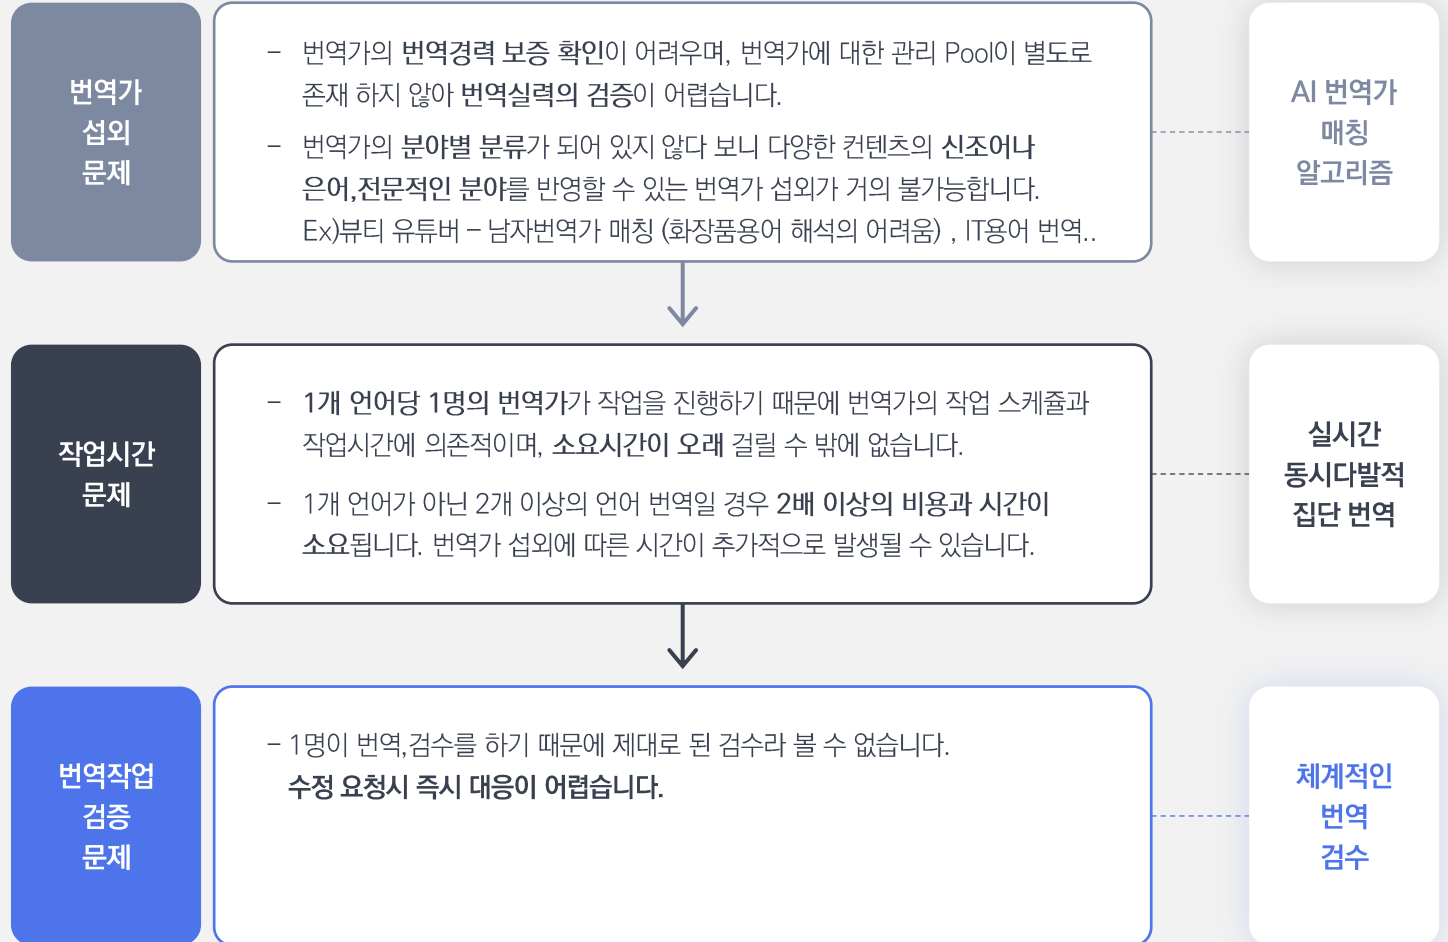 번역가
섭외
문제
– 번역가의 번역경력 보증 확인이 어려우며, 번역가에 대한 관리 Pool이 별도로
존재 하지 않아 번역실력의 검증이 어렵습니다.
– 번역가의 분야별 분류가 되어 있지 않다 보니 다양한 컨텐츠의 신조어나
은어,전문적인 분야를 반영할 수 있는 번역가 섭외가 거의 불가능합니다.
Ex)뷰티 유튜버 – 남자번역가 매칭 (화장품용어 해석의 어려움) , IT용어 번역..
AI 번역가
매칭
알고리즘
작업시간
문제
– 1개 언어당 1명의 번역가가 작업을 진행하기 때문에 번역가의 작업 스케쥴과
작업시간에 의존적이며, 소요시간이 오래 걸릴 수 밖에 없습니다.
– 1개 언어가 아닌 2개 이상의 언어 번역일 경우 2배 이상의 비용과 시간이
소요됩니다. 번역가 섭외에 따른 시간이 추가적으로 발생될 수 있습니다.
실시간
동시다발적
집단 번역
번역작업
검증
문제
– 1명이 번역,검수를 하기 때문에 제대로 된 검수라 볼 수 없습니다.
수정 요청시 즉시 대응이 어렵습니다.
체계적인
번역
검수